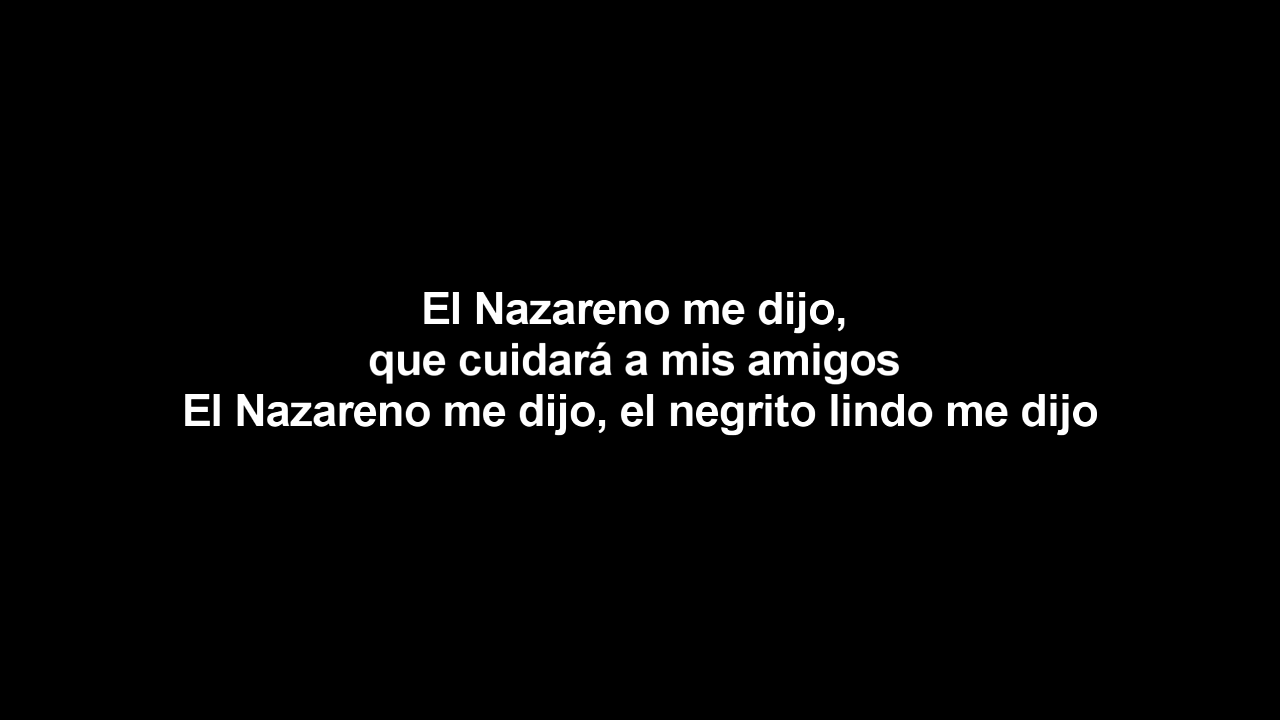 El Nazareno me dijo,
que cuidará a mis amigos
El Nazareno me dijo, el negrito lindo me dijo